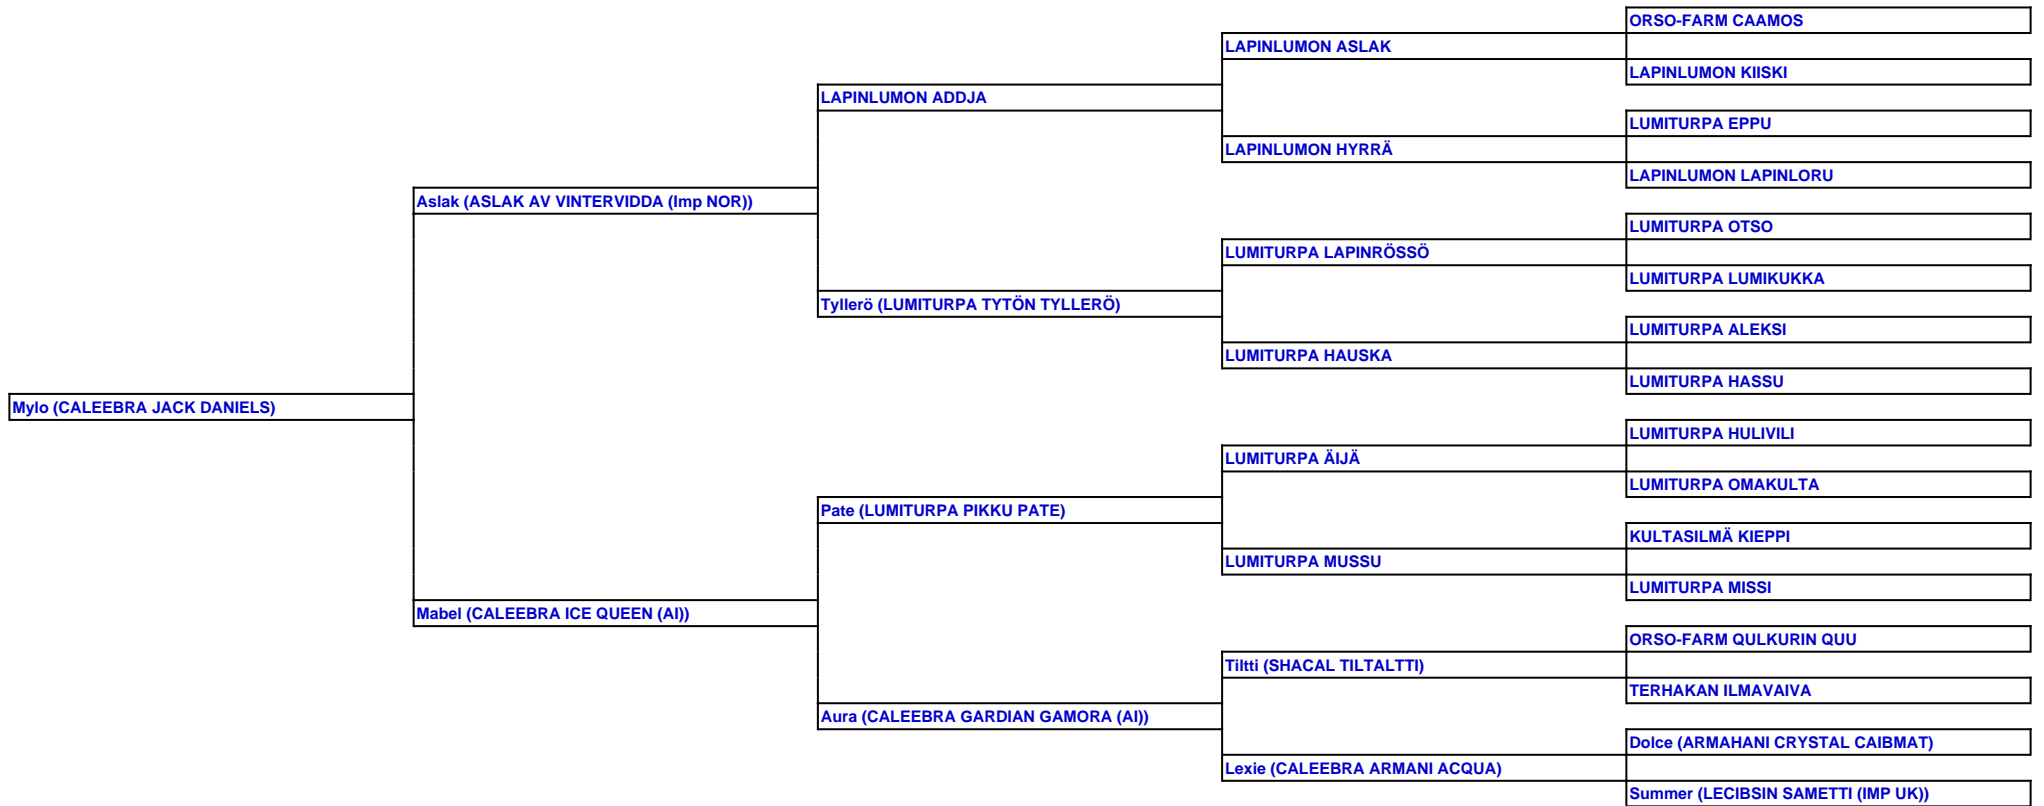 ORSO-FARM CAAMOS
LAPINLUMON ASLAK
LAPINLUMON KIISKI
LAPINLUMON ADDJA
LUMITURPA EPPU
LAPINLUMON HYRRÄ
LAPINLUMON LAPINLORU
Aslak (ASLAK AV VINTERVIDDA (Imp NOR))
LUMITURPA OTSO
LUMITURPA LAPINRÖSSÖ
LUMITURPA LUMIKUKKA
Tyllerö (LUMITURPA TYTÖN TYLLERÖ)
LUMITURPA ALEKSI
LUMITURPA HAUSKA
LUMITURPA HASSU
Mylo (CALEEBRA JACK DANIELS)
LUMITURPA HULIVILI
LUMITURPA ÄIJÄ
LUMITURPA OMAKULTA
Pate (LUMITURPA PIKKU PATE)
KULTASILMÄ KIEPPI
LUMITURPA MUSSU
LUMITURPA MISSI
Mabel (CALEEBRA ICE QUEEN (AI))
ORSO-FARM QULKURIN QUU
Tiltti (SHACAL TILTALTTI)
TERHAKAN ILMAVAIVA
Aura (CALEEBRA GARDIAN GAMORA (AI))
Dolce (ARMAHANI CRYSTAL CAIBMAT)
Lexie (CALEEBRA ARMANI ACQUA)
Summer (LECIBSIN SAMETTI (IMP UK))